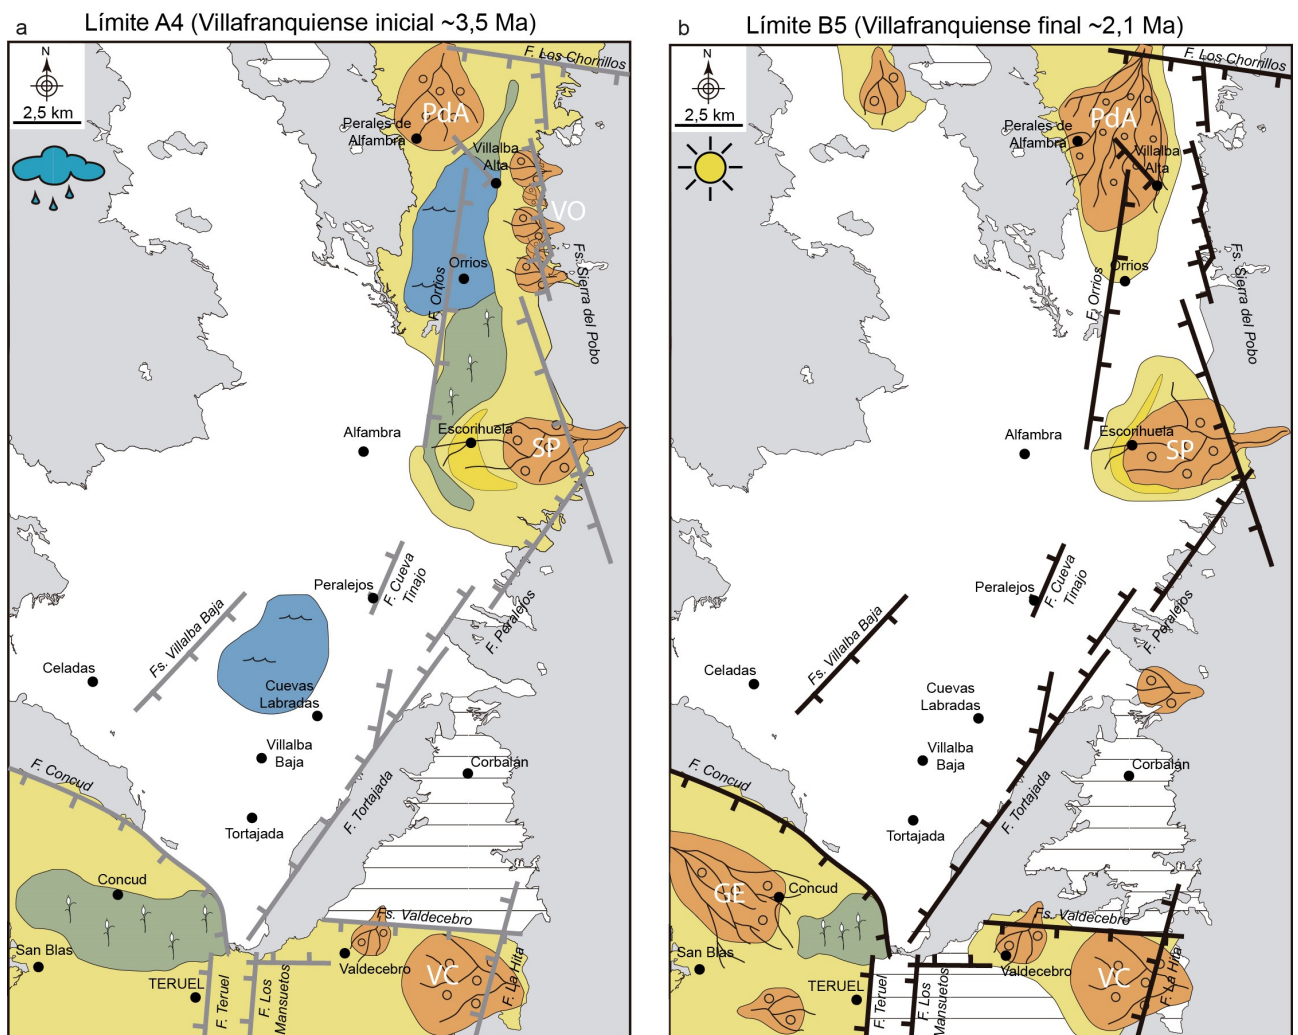 a
Límite A4 (Villafranquiense inicial ~3,5 Ma)
N
2,5 km
F. Los Chorrillos
PdA
Perales de
Alfambra
Villalba
Alta
VO
Orrios
F. Orrios
Fs. Sierra del Pobo
Alfambra
Escorihuela
SP
Peralejos
F. Cueva
Tinajo
F. Peralejos
Fs. Villalba Baja
Celadas
Cuevas
Labradas
Villalba
Baja
Corbalán
F. Concud
Tortajada
F. Tortajada
Concud
Fs. Valdecebro
San Blas
Valdecebro
VC
TERUEL
F. Teruel
F. Los
Mansuetos
F. La Hita
b
Límite B5 (Villafranquiense final ~2,1 Ma)
N
2,5 km
F. Los Chorrillos
PdA
Perales de
Alfambra
Villalba
Alta
Orrios
F. Orrios
Fs. Sierra del Pobo
Alfambra
Escorihuela
SP
Peralejos
F. Cueva
Tinajo
F. Peralejos
Fs. Villalba Baja
Celadas
Cuevas
Labradas
Villalba
Baja
Corbalán
F. Concud
Tortajada
F. Tortajada
GE
Concud
Fs. Valdecebro
San Blas
Valdecebro
VC
TERUEL
F. Teruel
F. Los
Mansuetos
F. La Hita